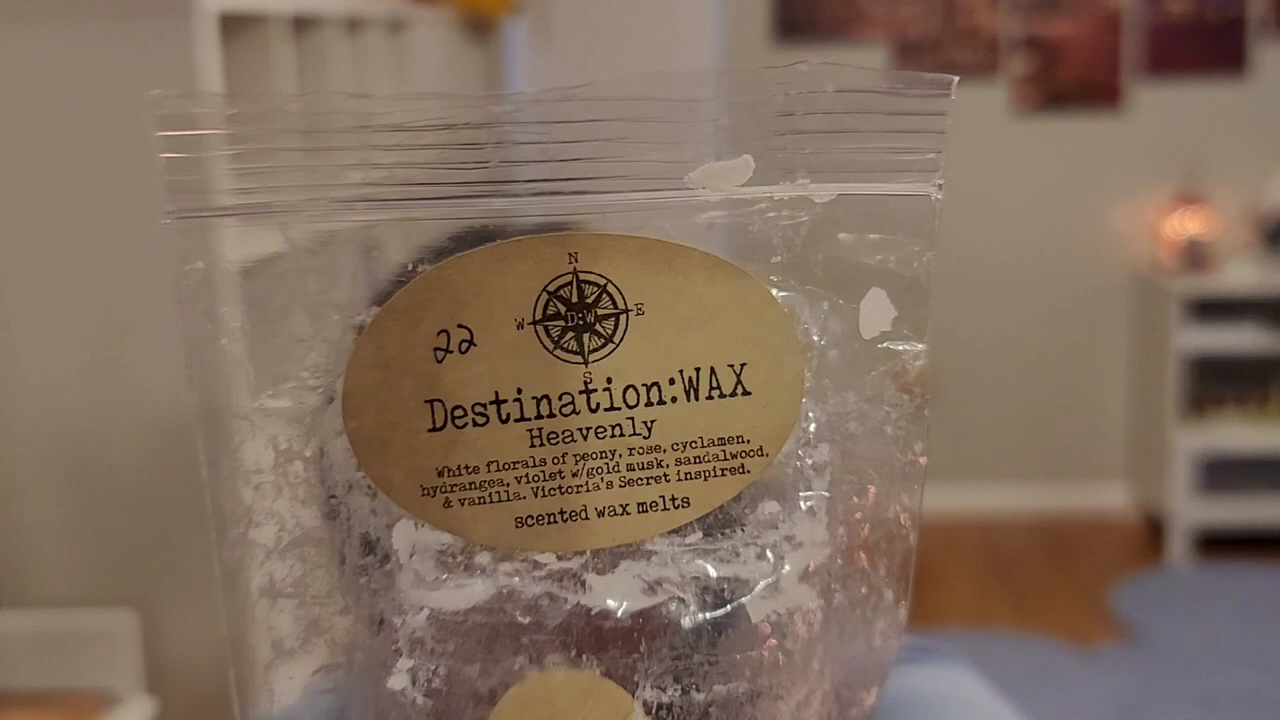 N
W D:W E
S
22
Destination:WAX
Heavenly
White florals of peony, rose, cyclamen,
hydrangea, violet w/gold musk, sandalwood,
& vanilla. Victoria's Secret inspired.
scented wax melts